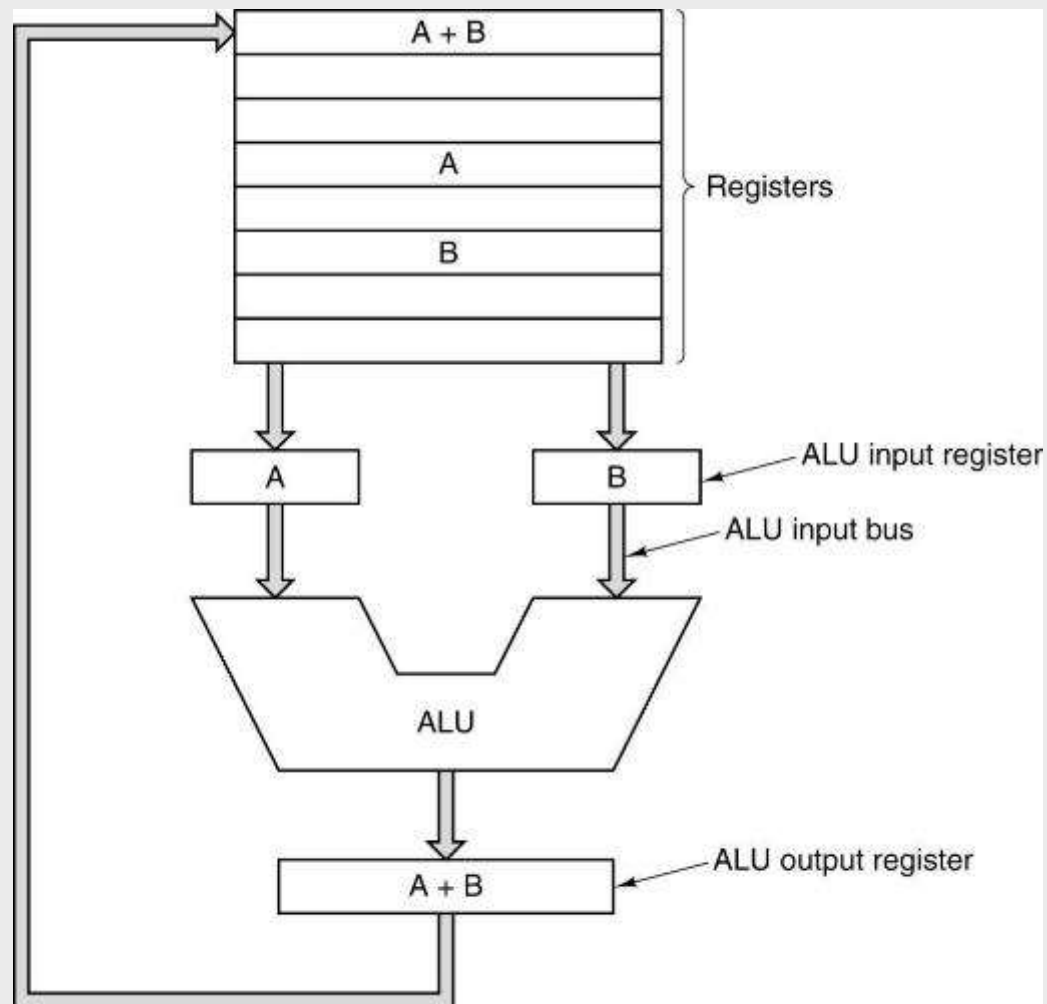 A + B
A
Registers
B
A
B
ALU input register
ALU input bus
ALU
A + B
ALU output register